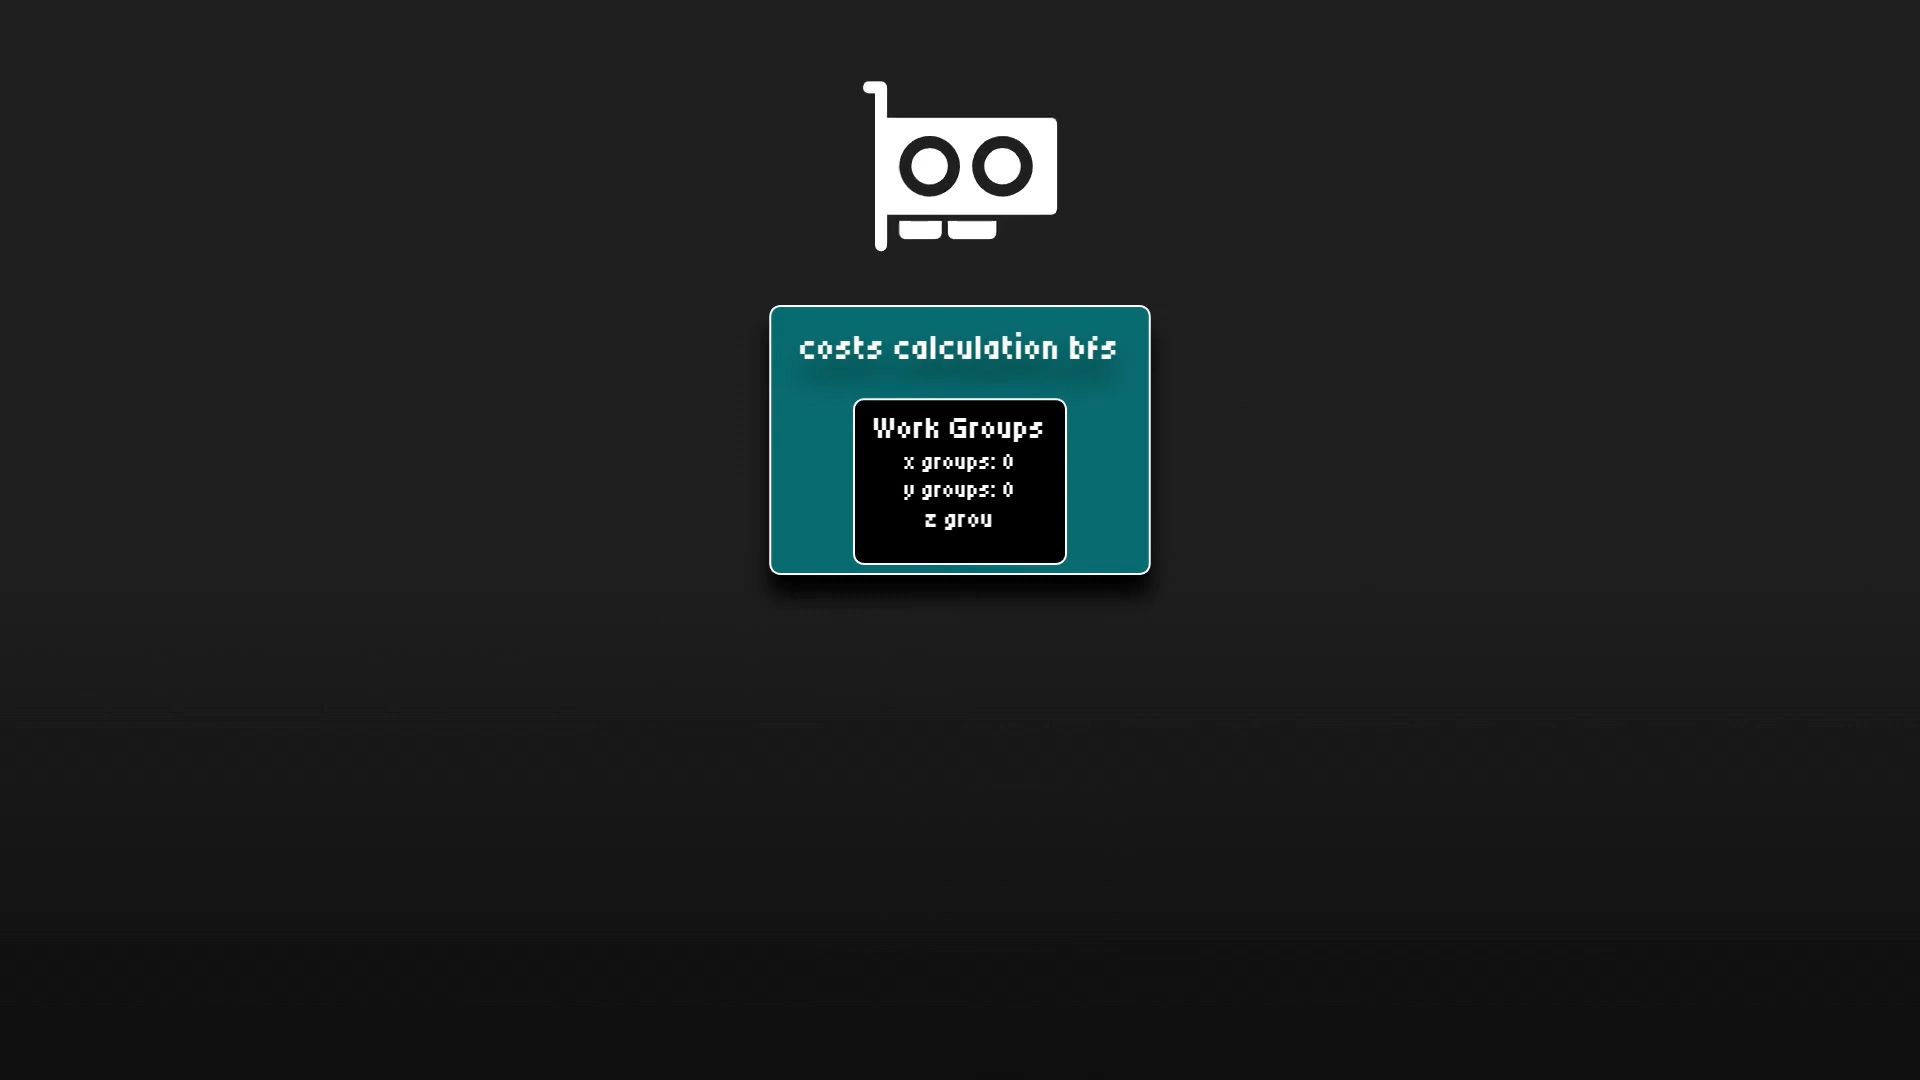 costs calculation bfs
Work Groups
x groups: 0
y groups: 0
z grou